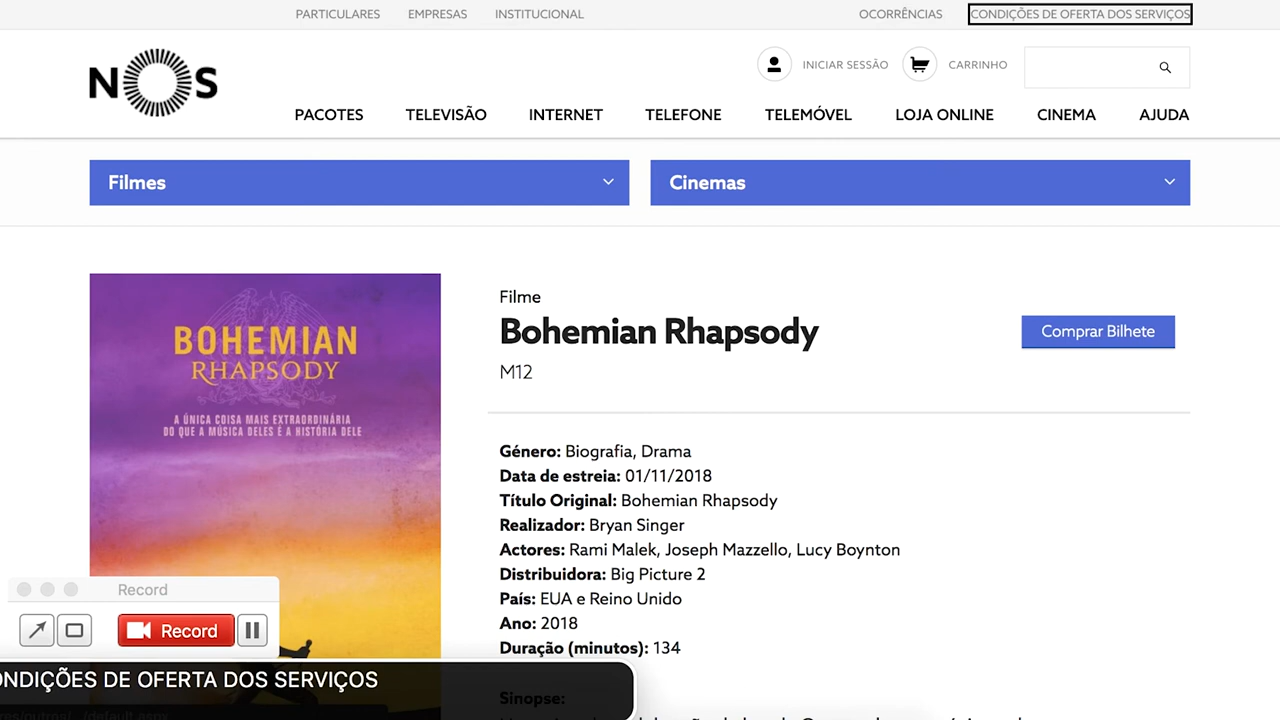 PARTICULARES EMPRESAS INSTITUCIONAL OCORRÊNCIAS CONDIÇÕES DE OFERTA DOS SERVIÇOS
NOS
INICIAR SESSÃO CARRINHO
PACOTES TELEVISÃO INTERNET TELEFONE TELEMÓVEL LOJA ONLINE CINEMA AJUDA
Filmes Cinemas
BOHEMIAN
RHAPSODY
A ÚNICA COISA MAIS EXTRAORDINÁRIA
DO QUE A MÚSICA DELES É A HISTÓRIA DELE
Filme
Bohemian Rhapsody
Comprar Bilhete
M12
Género: Biografia, Drama
Data de estreia: 01/11/2018
Título Original: Bohemian Rhapsody
Realizador: Bryan Singer
Actores: Rami Malek, Joseph Mazzello, Lucy Boynton
Distribuidora: Big Picture 2
País: EUA e Reino Unido
Ano: 2018
Duração (minutos): 134
Sinopse:
Record
Record
ONDIÇÕES DE OFERTA DOS SERVIÇOS